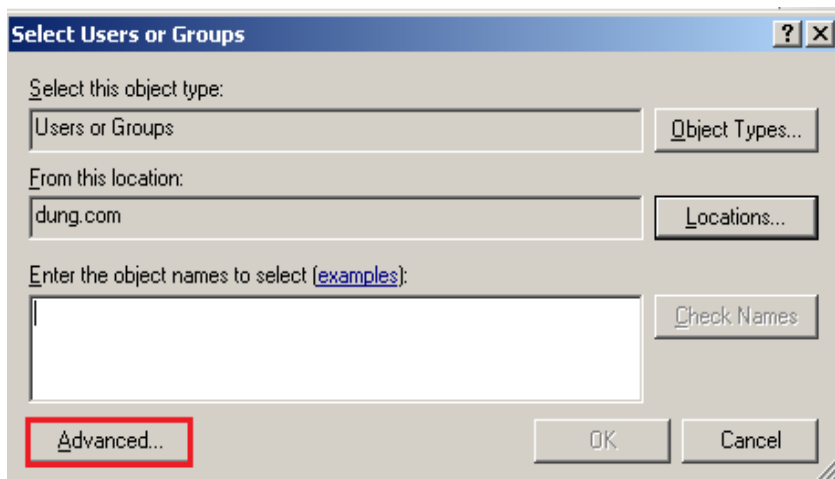 Select Users or Groups
Select this object type:
Users or Groups
Object Types...
From this location:
dung.com
Locations...
Enter the object names to select (examples):
Check Names
Advanced...
OK
Cancel